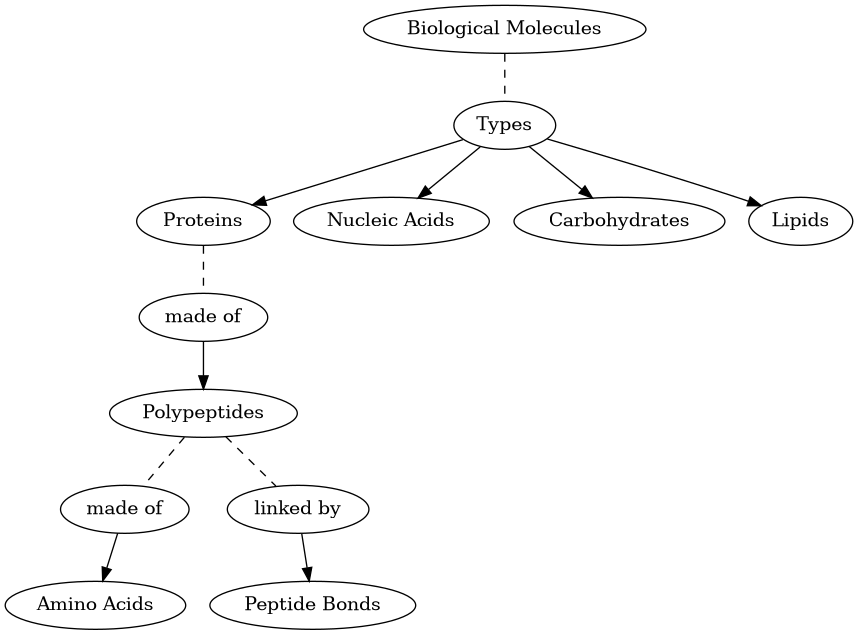 Biological Molecules
Types
Proteins
Nucleic Acids
Carbohydrates
Lipids
made of
Polypeptides
made of
linked by
Amino Acids
Peptide Bonds